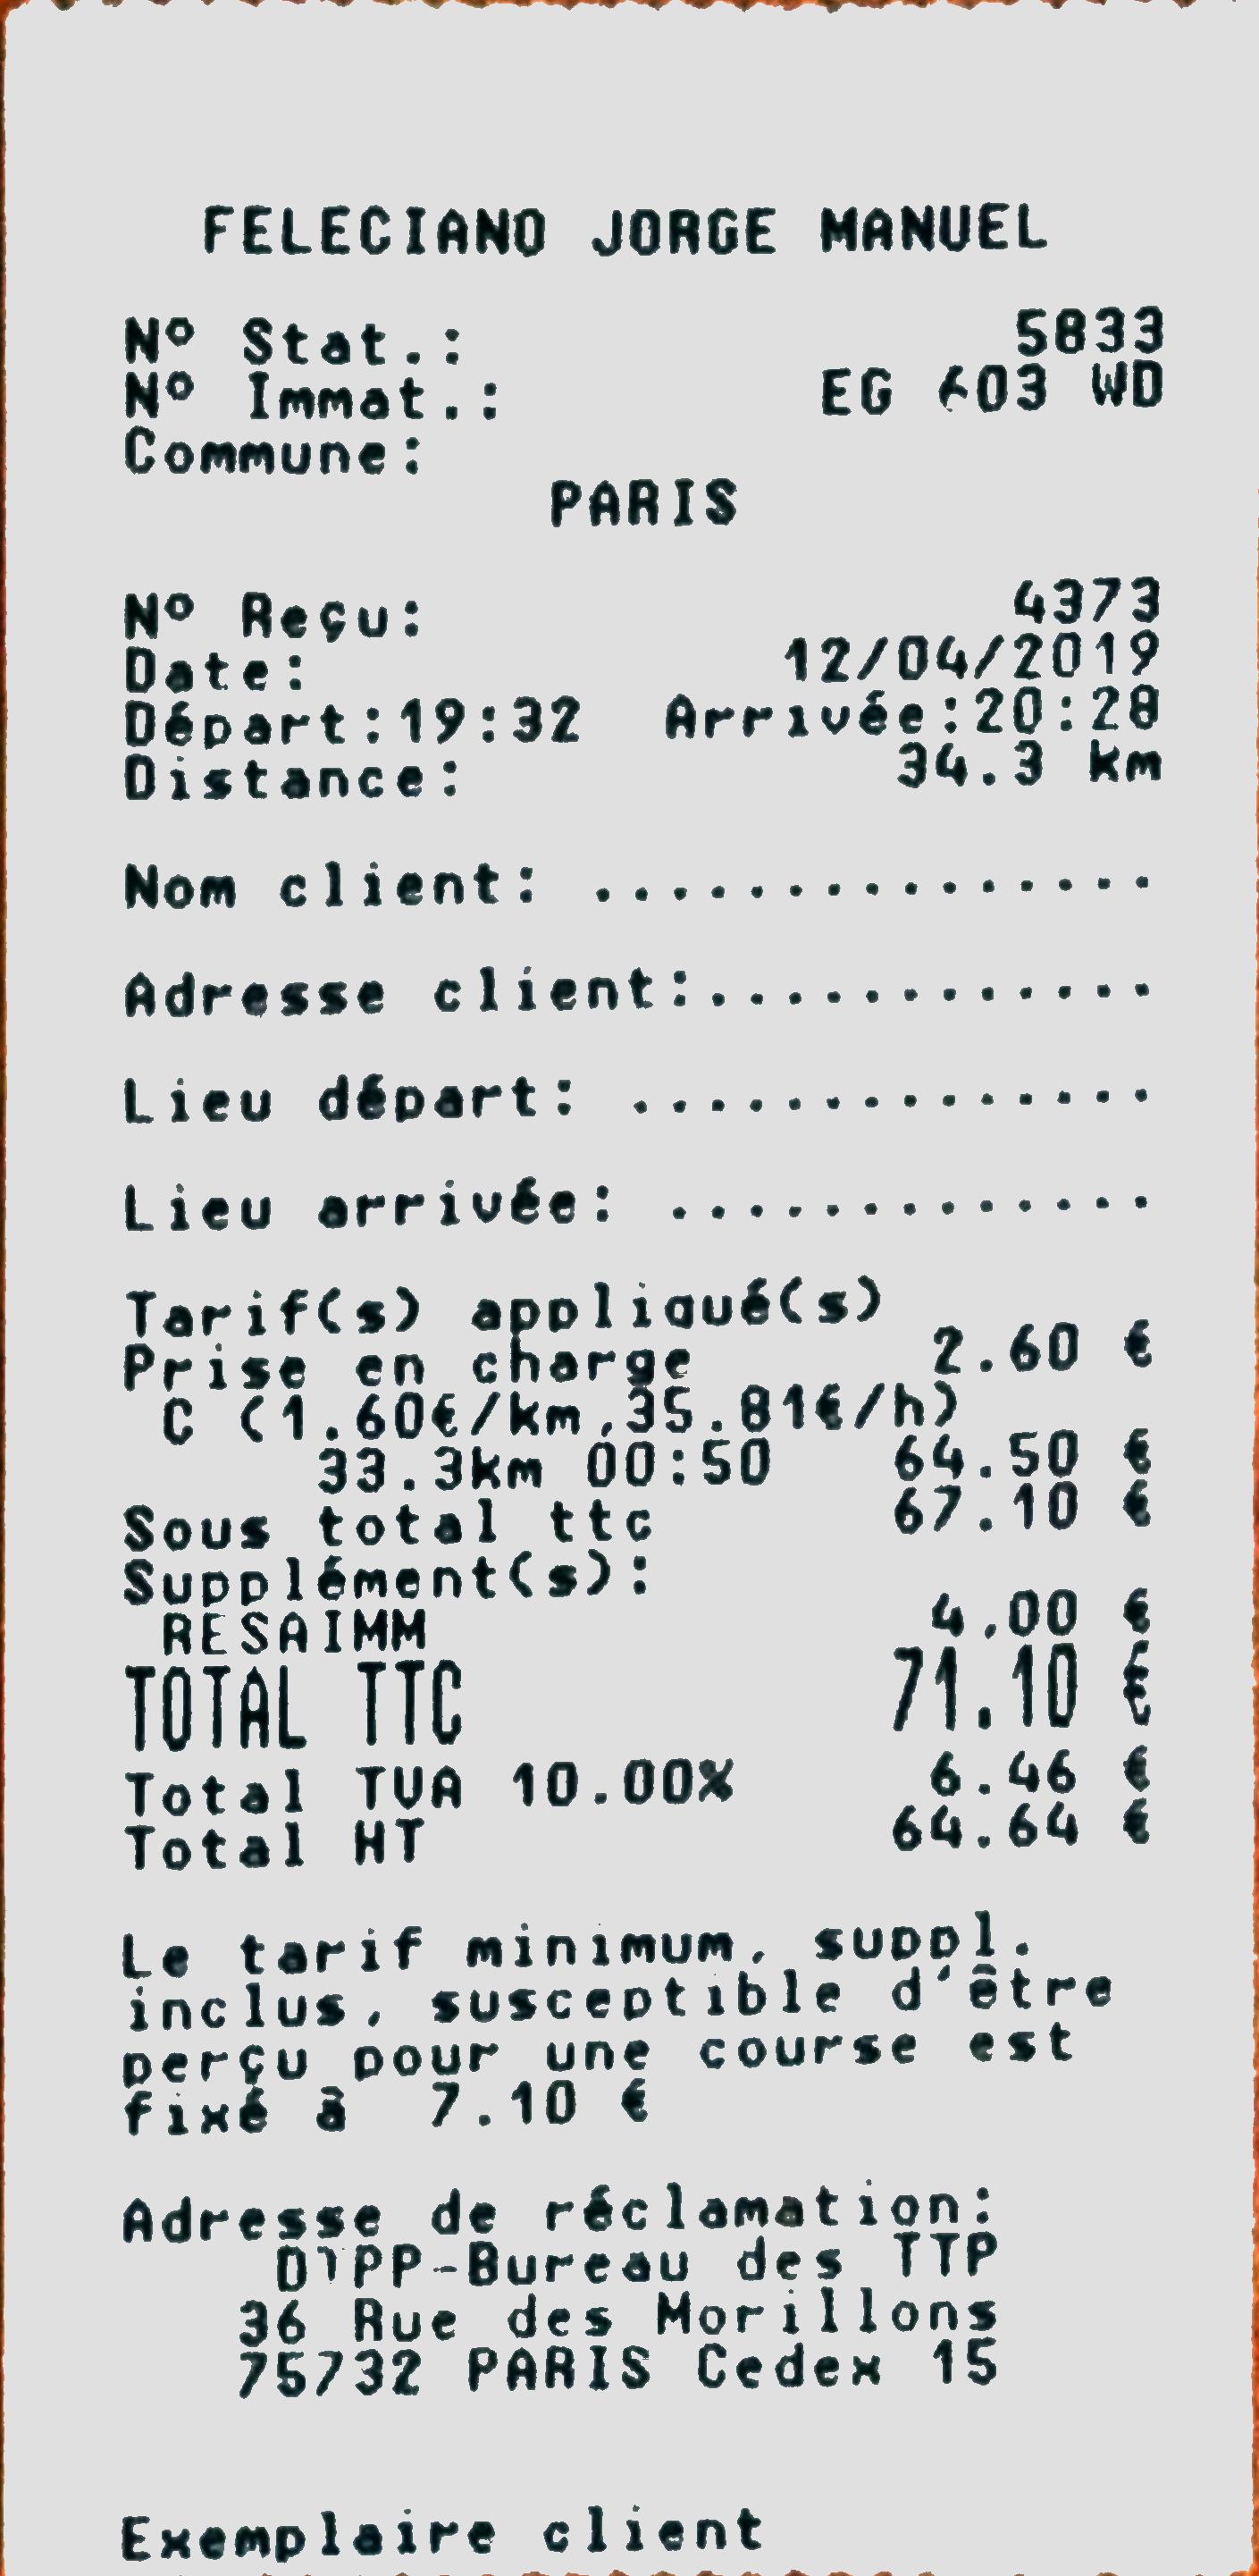 FELECIANO JORGE MANUEL
N° Stat.: 5833
N° Immat.: EG 603 WD
Commune:
PARIS
N° Reçu: 4373
Date: 12/04/2019
Départ:19:32 Arrivée:20:28
Distance: 34.3 km
Nom client: ...............
Adresse client:............
Lieu départ: ..............
Lieu arrivée: .............
Tarif(s) appliqué(s)
Prise en charge 2.60 €
C (1.60€/km,35.81€/h)
33.3km 00:50 64.50 €
Sous total ttc 67.10 €
Supplément(s):
RESAIMM 4.00 €
TOTAL TTC 71.10 €
Total TVA 10.00% 6.46 €
Total HT 64.64 €
Le tarif minimum, suppl.
inclus, susceptible d'être
perçu pour une course est
fixé à 7.10 €
Adresse de réclamation:
DTPP-Bureau des TTP
36 Rue des Morillons
75732 PARIS Cedex 15
Exemplaire client